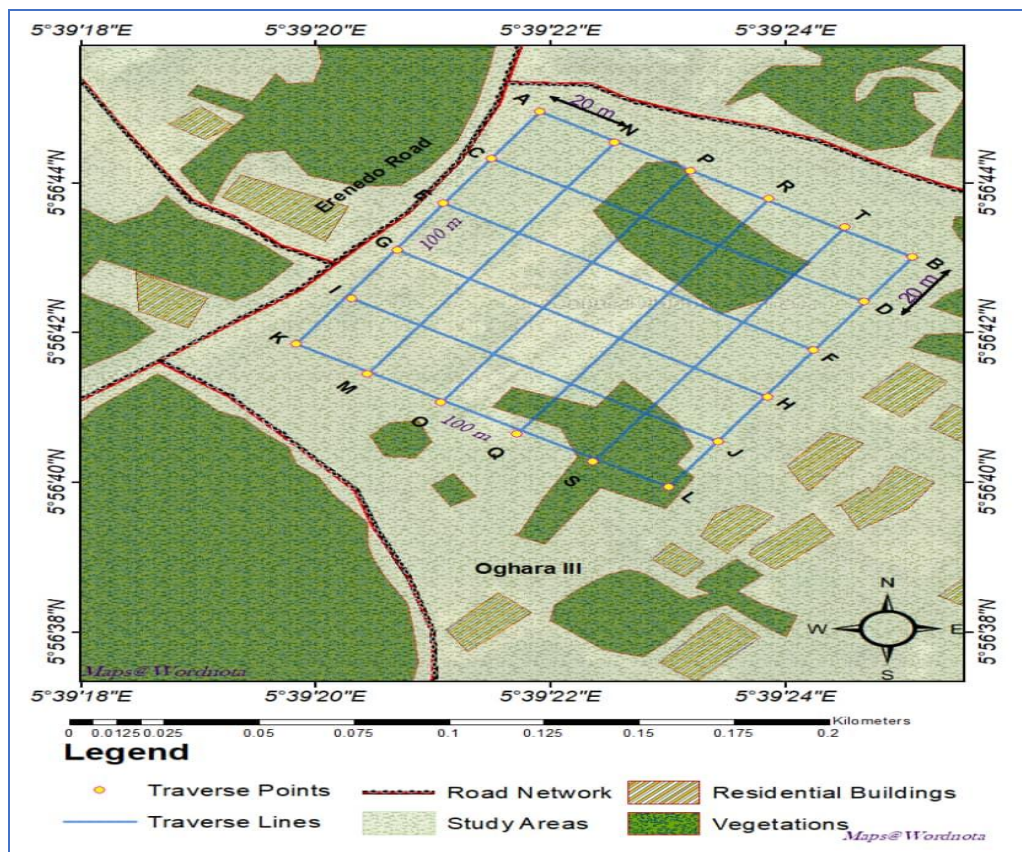 5°39'18"E 5°39'20"E 5°39'22"E 5°39'24"E
A
20 m
N
C
P
Erenedo Road
E
R
5°56'44"N
5°56'44"N
G
100 m
T
B
I
20 m
D
K
5°56'42"N
5°56'42"N
F
M
H
O
100 m
Q
J
S
L
5°56'40"N
5°56'40"N
Oghara III
N
W E
S
5°56'38"N
5°56'38"N
Maps@Wordnota
5°39'18"E 5°39'20"E 5°39'22"E 5°39'24"E
Kilometers
0 0.0125 0.025 0.05 0.075 0.1 0.125 0.15 0.175 0.2
Legend
Traverse Points Road Network Residential Buildings
Traverse Lines Study Areas Vegetations
Maps@Wordnota